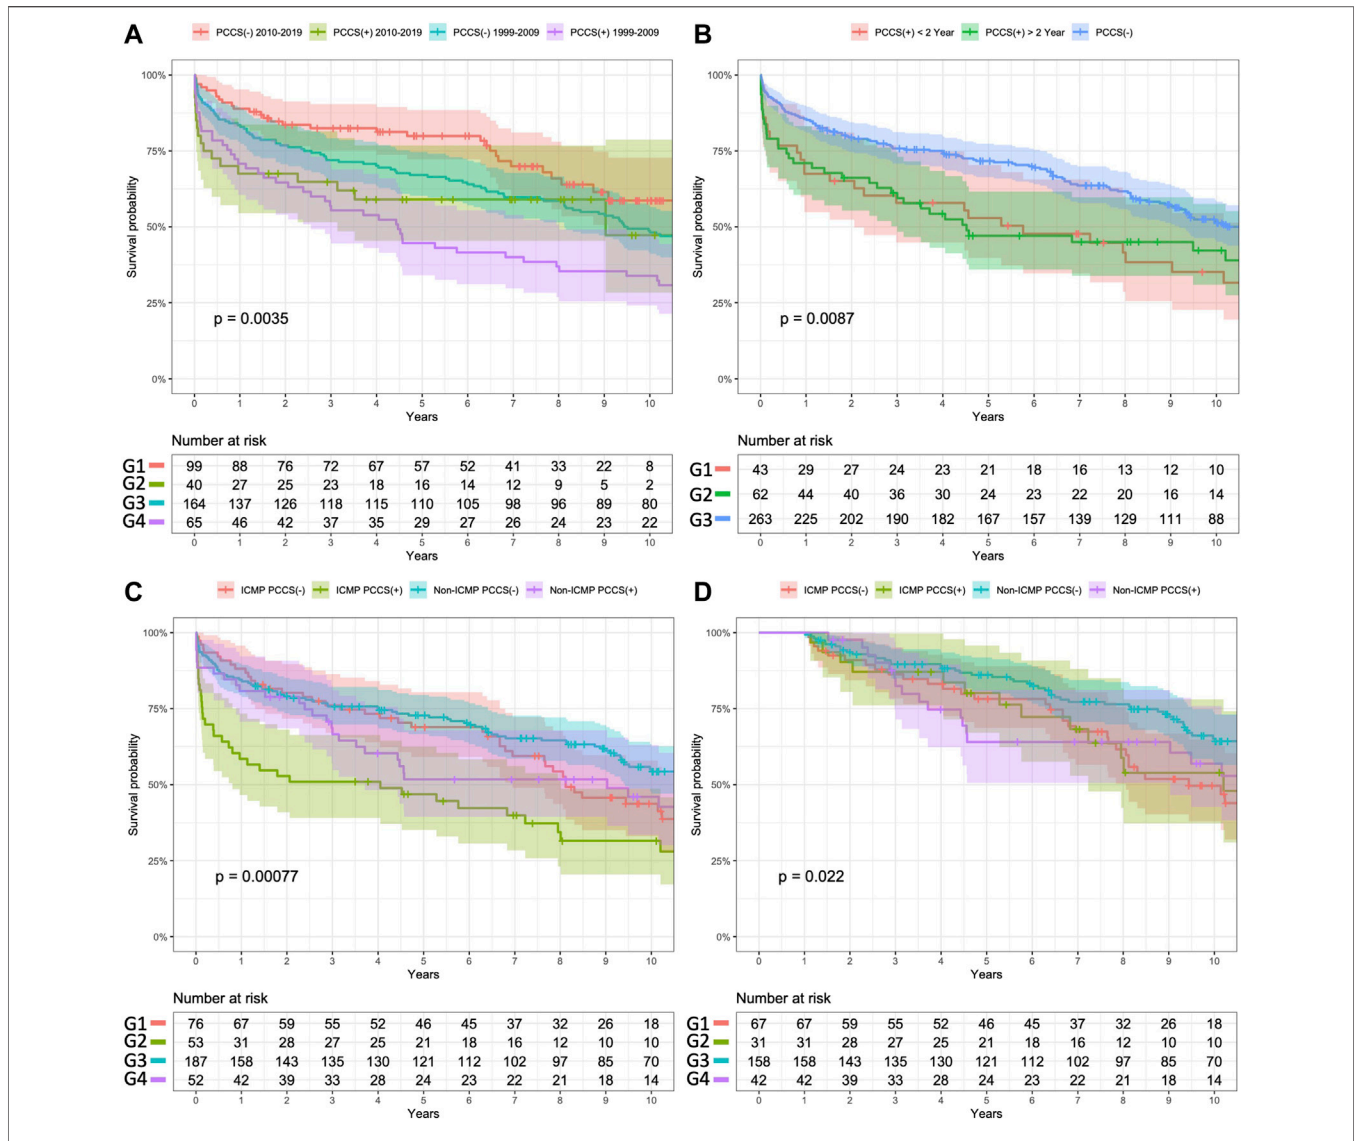 A
PCCS(-) 2010-2019 PCCS(+) 2010-2019 PCCS(-) 1999-2009 PCCS(+) 1999-2009
Survival probability
100%
75%
50%
25%
0%
p = 0.0035
0 1 2 3 4 5 6 7 8 9 10
Years
Number at risk
G1 99 88 76 72 67 57 52 41 33 22 8
G2 40 27 25 23 18 16 14 12 9 5 2
G3 164 137 126 118 115 110 105 98 96 89 80
G4 65 46 42 37 35 29 27 26 24 23 22
0 1 2 3 4 5 6 7 8 9 10
Years
B
PCCS(+) < 2 Year PCCS(+) > 2 Year PCCS(-)
Survival probability
100%
75%
50%
25%
0%
p = 0.0087
0 1 2 3 4 5 6 7 8 9 10
Years
Number at risk
G1 43 29 27 24 23 21 18 16 13 12 10
G2 62 44 40 36 30 24 23 22 20 16 14
G3 263 225 202 190 182 167 157 139 129 111 88
0 1 2 3 4 5 6 7 8 9 10
Years
C
ICMP PCCS(-) ICMP PCCS(+) Non-ICMP PCCS(-) Non-ICMP PCCS(+)
Survival probability
100%
75%
50%
25%
0%
p = 0.00077
0 1 2 3 4 5 6 7 8 9 10
Years
Number at risk
G1 76 67 59 55 52 46 45 37 32 26 18
G2 53 31 28 27 25 21 18 16 12 10 10
G3 187 158 143 135 130 121 112 102 97 85 70
G4 52 42 39 33 28 24 23 22 21 18 14
0 1 2 3 4 5 6 7 8 9 10
Years
D
ICMP PCCS(-) ICMP PCCS(+) Non-ICMP PCCS(-) Non-ICMP PCCS(+)
Survival probability
100%
75%
50%
25%
0%
p = 0.022
0 1 2 3 4 5 6 7 8 9 10
Years
Number at risk
G1 67 67 59 55 52 46 45 37 32 26 18
G2 31 31 28 27 25 21 18 16 12 10 10
G3 158 158 143 135 130 121 112 102 97 85 70
G4 42 42 39 33 28 24 23 22 21 18 14
0 1 2 3 4 5 6 7 8 9 10
Years